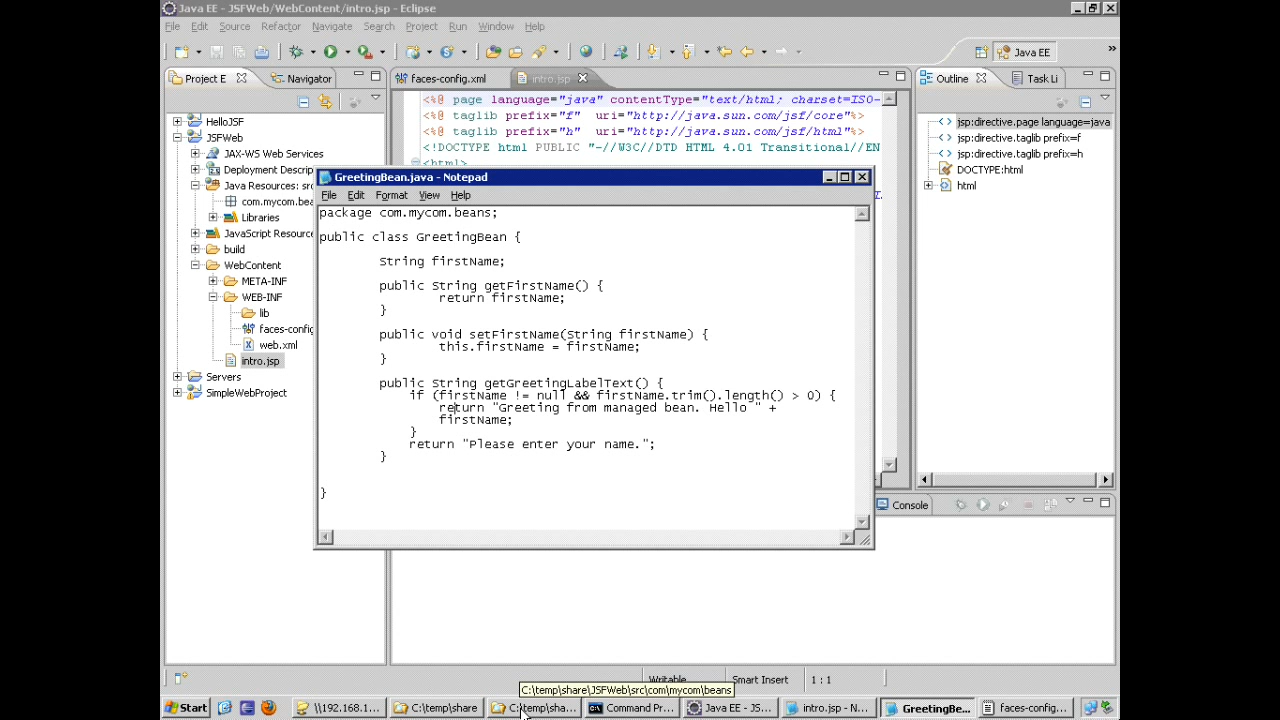 Java EE - JSFWeb/WebContent/intro.jsp - Eclipse
File Edit Source Refactor Navigate Search Project Run Window Help
Java EE
Project E
Navigator
faces-config.xml
intro.jsp
Outline
Task Li
HelloJSF
JSFWeb
JAX-WS Web Services
Deployment Descrip
Java Resources: src
com.mycom.bea
Libraries
JavaScript Resource
build
WebContent
META-INF
WEB-INF
lib
faces-config
web.xml
intro.jsp
Servers
SimpleWebProject
<%@ page language="java" contentType="text/html; charset=ISO-
<%@ taglib prefix="f" uri="http://java.sun.com/jsf/core"%>
<%@ taglib prefix="h" uri="http://java.sun.com/jsf/html"%>
<!DOCTYPE html PUBLIC "-//W3C//DTD HTML 4.01 Transitional//EN
<html>
jsp:directive.page language=java
jsp:directive.taglib prefix=f
jsp:directive.taglib prefix=h
DOCTYPE:html
html
GreetingBean.java - Notepad
File Edit Format View Help
package com.mycom.beans;
public class GreetingBean {
String firstName;
public String getFirstName() {
return firstName;
}
public void setFirstName(String firstName) {
this.firstName = firstName;
}
public String getGreetingLabelText() {
if (firstName != null && firstName.trim().length() > 0) {
return "Greeting from managed bean. Hello " +
firstName;
}
return "Please enter your name.";
}
}
Console
Writable
Smart Insert
1 : 1
C:\temp\share\JSFWeb\src\com\mycom\beans
Start
\\192.168.1...
C:\temp\share
C:\temp\sha...
Command Pr...
Java EE - JS...
intro.jsp - N...
GreetingBe...
faces-config...